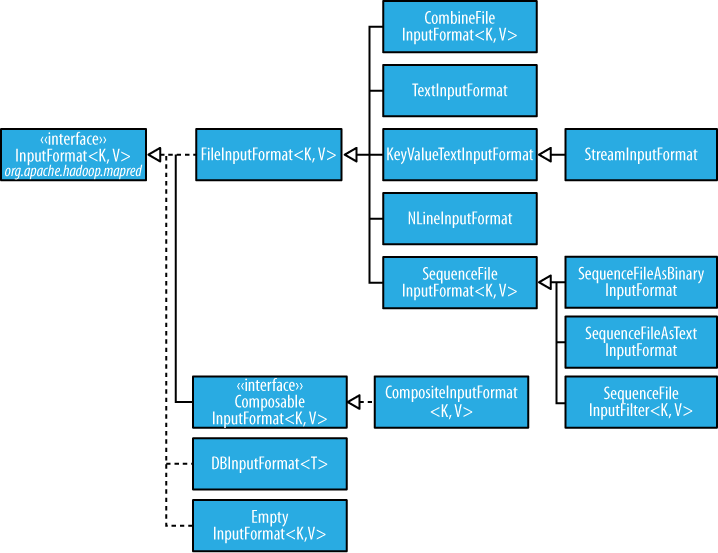 ‹‹interface››
InputFormat<K, V>
org.apache.hadoop.mapred
FileInputFormat<K, V>
CombineFile
InputFormat<K, V>
TextInputFormat
KeyValueTextInputFormat
StreamInputFormat
NLineInputFormat
SequenceFile
InputFormat<K, V>
SequenceFileAsBinary
InputFormat
SequenceFileAsText
InputFormat
SequenceFile
InputFilter<K, V>
‹‹interface››
Composable
InputFormat<K, V>
CompositeInputFormat
<K, V>
DBInputFormat<T>
Empty
InputFormat<K,V>